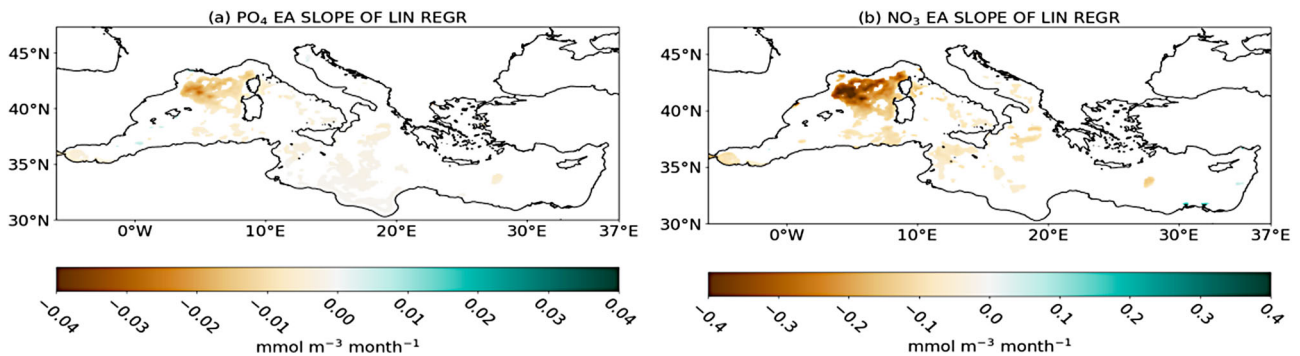 (a) PO₄ EA SLOPE OF LIN REGR
45°N
40°N
35°N
30°N
0°W 10°E 20°E 30°E 37°E
−0.04 −0.03 −0.02 −0.01 0.00 0.01 0.02 0.03 0.04
mmol m⁻³ month⁻¹
(b) NO₃ EA SLOPE OF LIN REGR
45°N
40°N
35°N
30°N
0°W 10°E 20°E 30°E 37°E
−0.4 −0.3 −0.2 −0.1 0.0 0.1 0.2 0.3 0.4
mmol m⁻³ month⁻¹